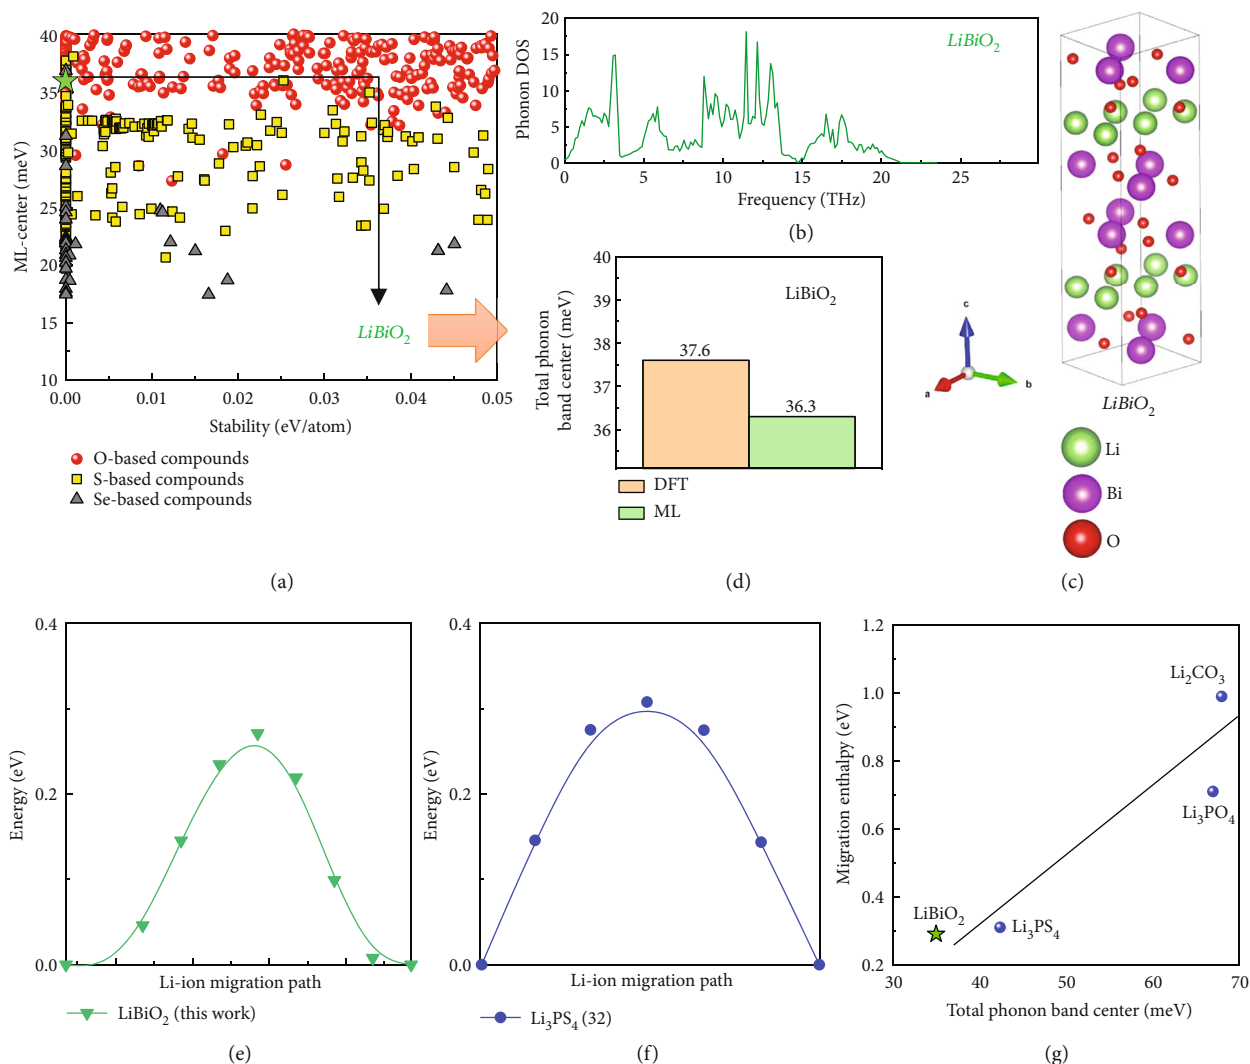 40
35
30
25
20
15
10
ML-center (meV)
0.00
0.01
0.02
0.03
0.04
0.05
Stability (eV/atom)
LiBiO₂
O-based compounds
S-based compounds
Se-based compounds
(a)
20
15
10
5
0
Phonon DOS
LiBiO₂
0
5
10
15
20
25
Frequency (THz)
(b)
40
39
38
37
36
Total phonon
band center (meV)
LiBiO₂
37.6
36.3
DFT
ML
(d)
c
a
b
LiBiO₂
Li
Bi
O
(c)
0.4
0.2
0.0
Energy (eV)
Li-ion migration path
LiBiO₂ (this work)
(e)
0.4
0.2
0.0
Energy (eV)
Li-ion migration path
Li₃PS₄ (32)
(f)
1.2
1.0
0.8
0.6
0.4
0.2
Migration enthalpy (eV)
Li₂CO₃
Li₃PO₄
LiBiO₂
Li₃PS₄
30
40
50
60
70
Total phonon band center (meV)
(g)